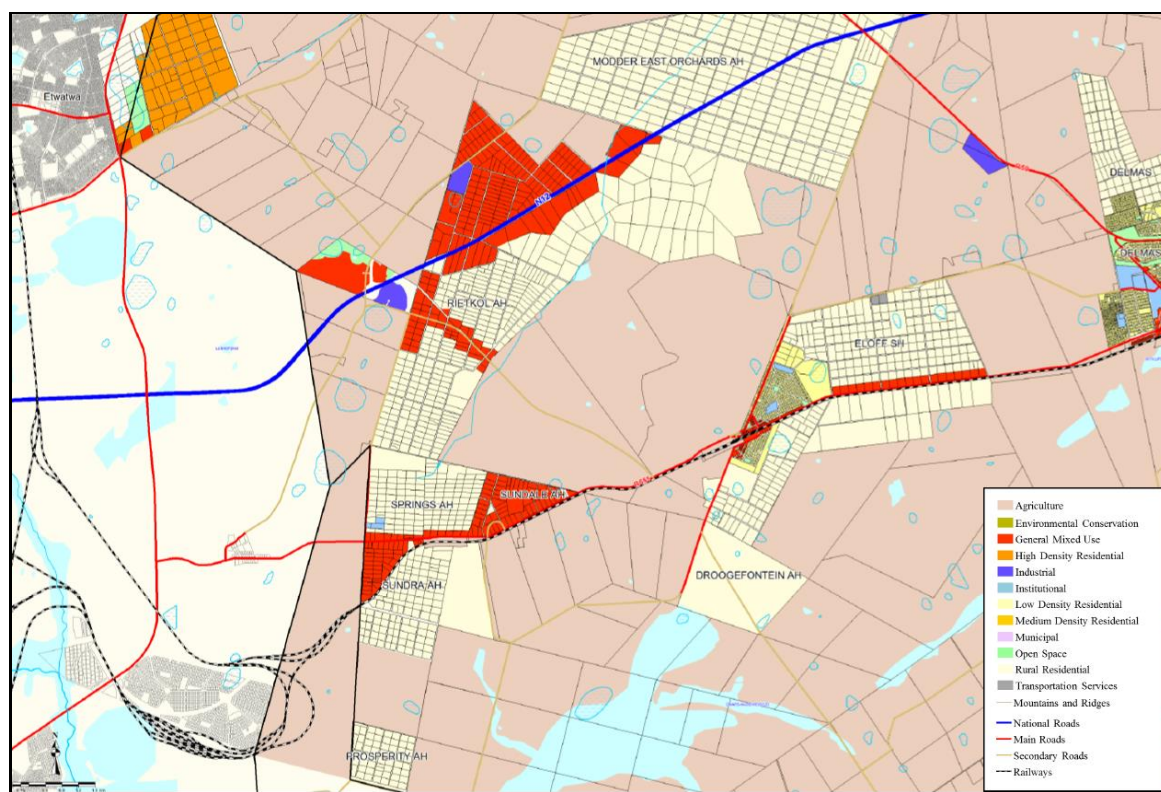 MODDER EAST ORCHARDS AH
Etwatwa
DELMAS
N12
DELMAS
RIETKOL AH
ELOFF SH
SPRINGS AH
SUNDALE AH
SUNDRA AH
DROOGEFONTEIN AH
PROSPERITY AH
Agriculture
Environmental Conservation
General Mixed Use
High Density Residential
Industrial
Institutional
Low Density Residential
Medium Density Residential
Municipal
Open Space
Rural Residential
Transportation Services
Mountains and Ridges
National Roads
Main Roads
Secondary Roads
Railways